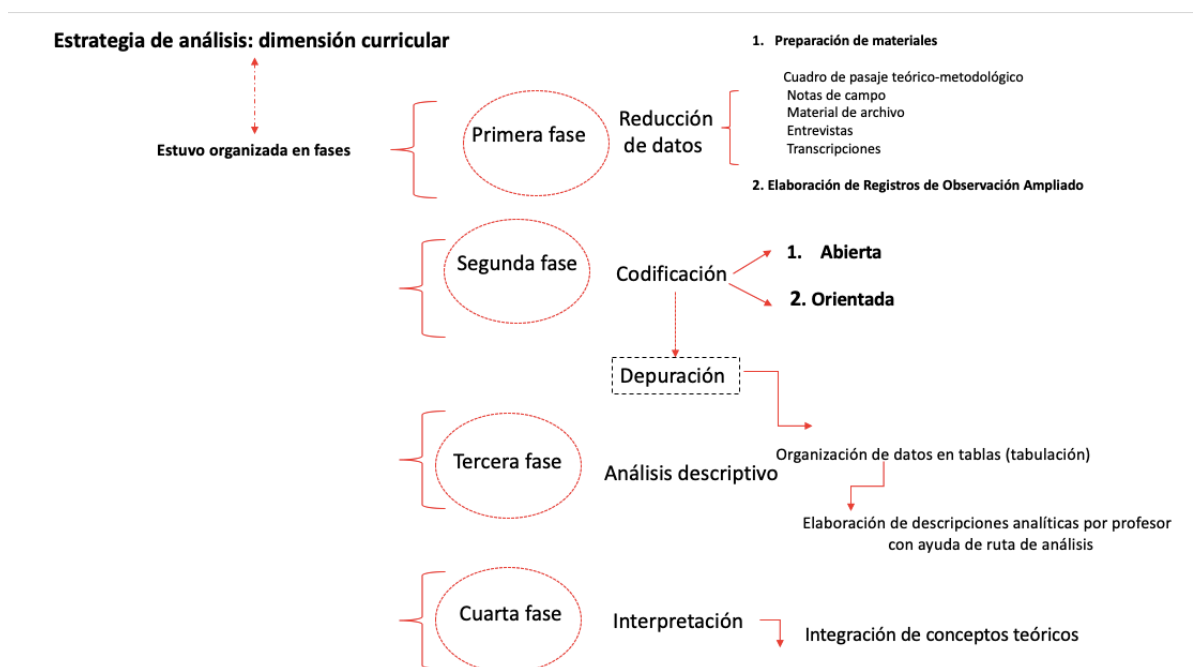 Estrategia de análisis: dimensión curricular
Estuvo organizada en fases
Primera fase
Reducción
de datos
1. Preparación de materiales
Cuadro de pasaje teórico-metodológico
Notas de campo
Material de archivo
Entrevistas
Transcripciones
2. Elaboración de Registros de Observación Ampliado
Segunda fase
Codificación
1. Abierta
2. Orientada
Depuración
Tercera fase
Análisis descriptivo
Organización de datos en tablas (tabulación)
Elaboración de descripciones analíticas por profesor
con ayuda de ruta de análisis
Cuarta fase
Interpretación
Integración de conceptos teóricos